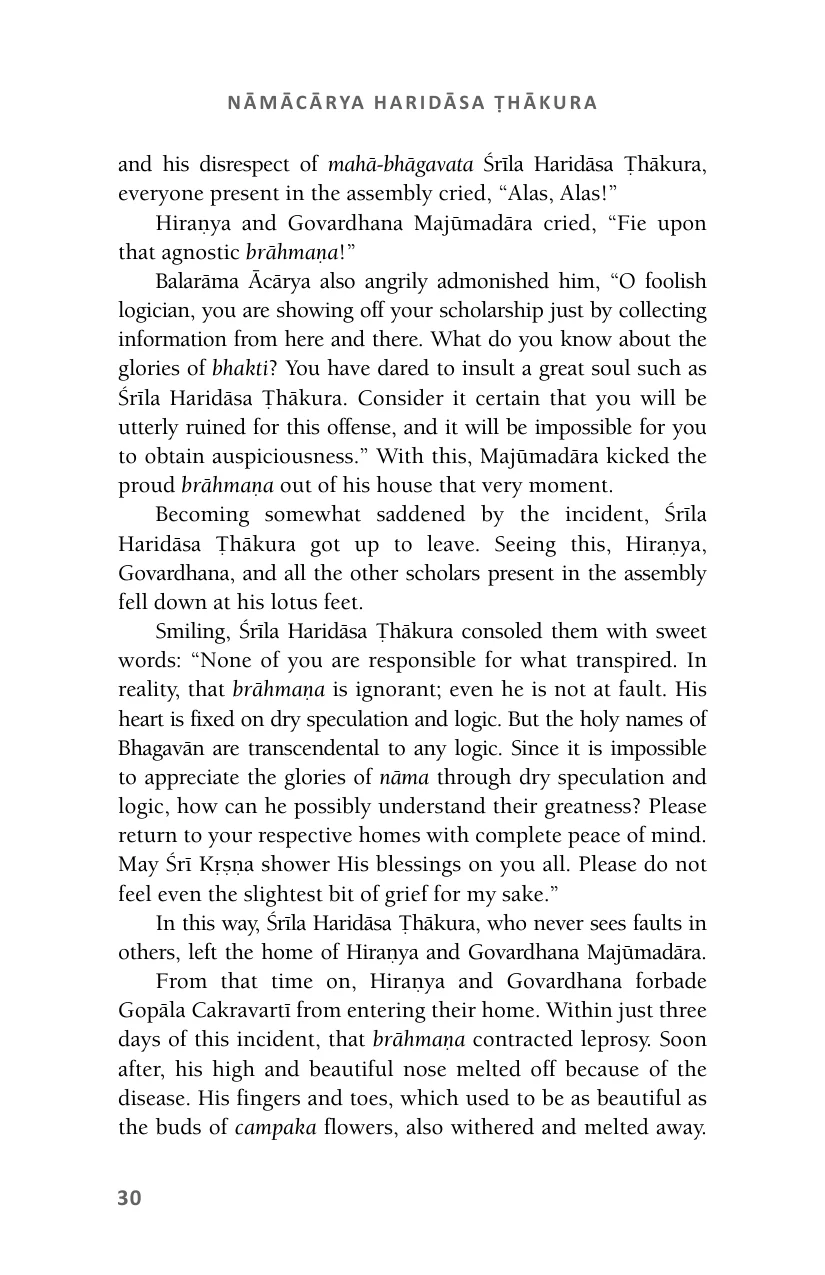 NĀMĀCĀRYA HARIDĀSA ṬHĀKURA
and his disrespect of mahā-bhāgavata Śrīla Haridāsa Ṭhākura,
everyone present in the assembly cried, “Alas, Alas!”
Hiraṇya and Govardhana Majūmadāra cried, “Fie upon
that agnostic brāhmaṇa!”
Balarāma Ācārya also angrily admonished him, “O foolish
logician, you are showing off your scholarship just by collecting
information from here and there. What do you know about the
glories of bhakti? You have dared to insult a great soul such as
Śrīla Haridāsa Ṭhākura. Consider it certain that you will be
utterly ruined for this offense, and it will be impossible for you
to obtain auspiciousness.” With this, Majūmadāra kicked the
proud brāhmaṇa out of his house that very moment.
Becoming somewhat saddened by the incident, Śrīla
Haridāsa Ṭhākura got up to leave. Seeing this, Hiraṇya,
Govardhana, and all the other scholars present in the assembly
fell down at his lotus feet.
Smiling, Śrīla Haridāsa Ṭhākura consoled them with sweet
words: “None of you are responsible for what transpired. In
reality, that brāhmaṇa is ignorant; even he is not at fault. His
heart is fixed on dry speculation and logic. But the holy names of
Bhagavān are transcendental to any logic. Since it is impossible
to appreciate the glories of nāma through dry speculation and
logic, how can he possibly understand their greatness? Please
return to your respective homes with complete peace of mind.
May Śrī Kṛṣṇa shower His blessings on you all. Please do not
feel even the slightest bit of grief for my sake.”
In this way, Śrīla Haridāsa Ṭhākura, who never sees faults in
others, left the home of Hiraṇya and Govardhana Majūmadāra.
From that time on, Hiraṇya and Govardhana forbade
Gopāla Cakravartī from entering their home. Within just three
days of this incident, that brāhmaṇa contracted leprosy. Soon
after, his high and beautiful nose melted off because of the
disease. His fingers and toes, which used to be as beautiful as
the buds of campaka flowers, also withered and melted away.
30